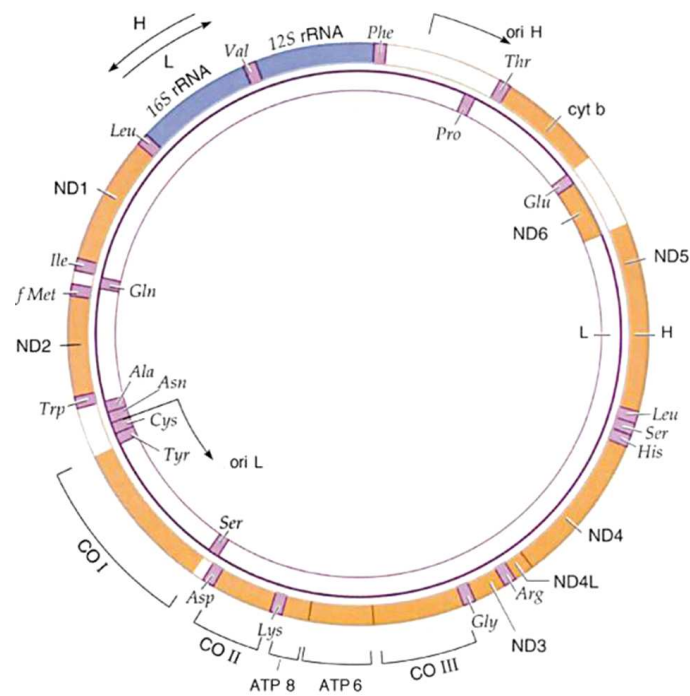 H
L
16S rRNA
Val
12S rRNA
Phe
ori H
Thr
Pro
cyt b
Glu
ND6
ND5
L
H
Leu
Ser
His
ND4
ND4L
Arg
ND3
Gly
CO III
ATP 6
ATP 8
Lys
CO II
Asp
Ser
CO I
ori L
Tyr
Cys
Asn
Ala
Trp
ND2
f Met
Gln
Ile
ND1
Leu